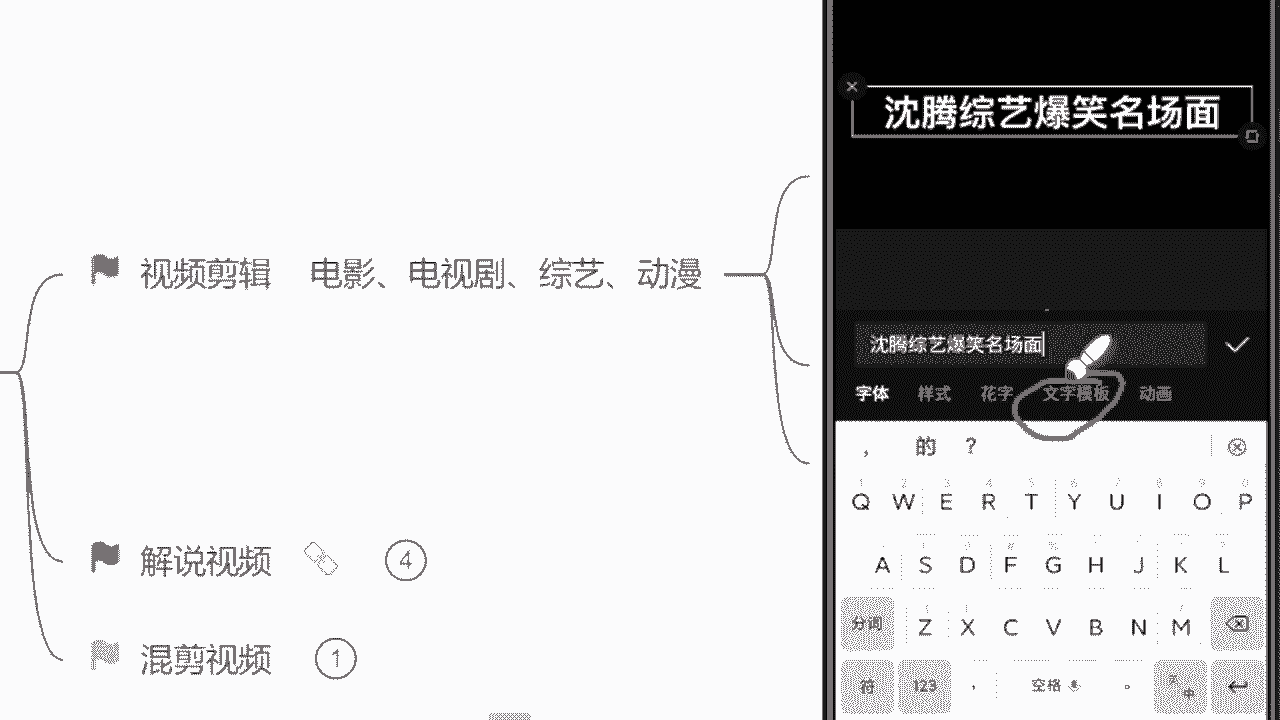 视频剪辑 电影、电视剧、综艺、动漫
解说视频 4
混剪视频 1
沈腾综艺爆笑名场面
沈腾综艺爆笑名场面
字体 样式 花字 文字模板 动画
， 的 ？
Q W E R T Y U I O P
A S D F G H J K L
分词 Z X C V B N M
符 123 ， 空格 。 中